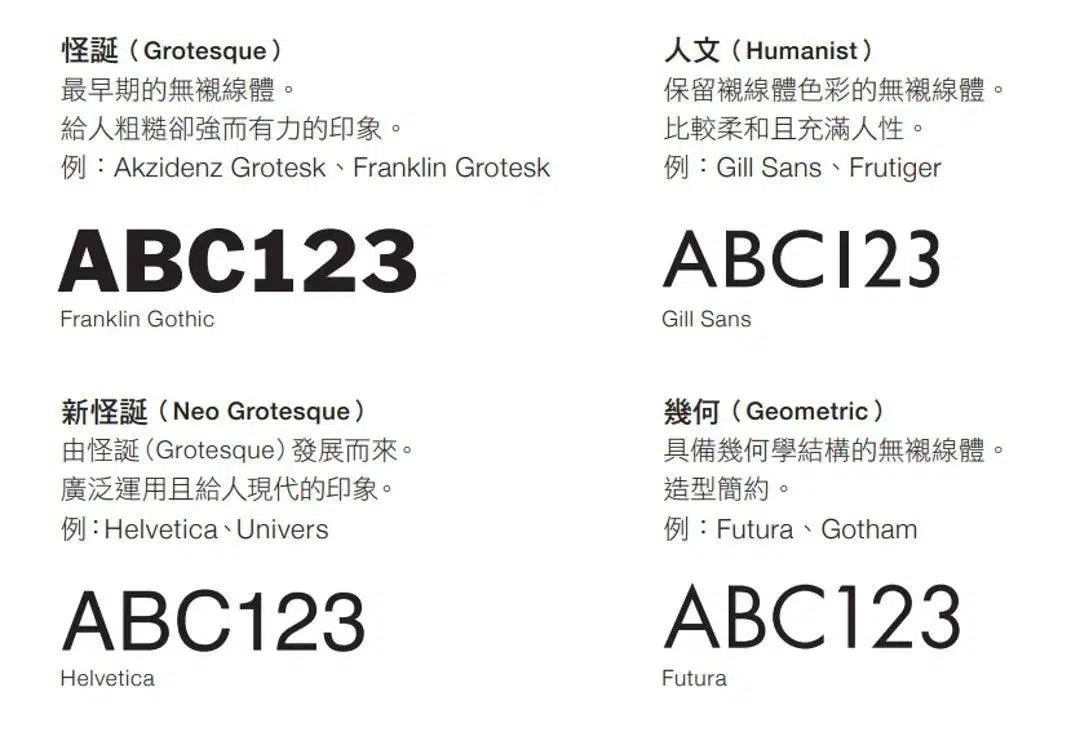 怪誕（Grotesque）
最早期的無襯線體。
給人粗糙卻強而有力的印象。
例：Akzidenz Grotesk、Franklin Grotesk
ABC123
Franklin Gothic
人文（Humanist）
保留襯線體色彩的無襯線體。
比較柔和且充滿人性。
例：Gill Sans、Frutiger
ABC123
Gill Sans
新怪誕（Neo Grotesque）
由怪誕（Grotesque）發展而來。
廣泛運用且給人現代的印象。
例：Helvetica、Univers
ABC123
Helvetica
幾何（Geometric）
具備幾何學結構的無襯線體。
造型簡約。
例：Futura、Gotham
ABC123
Futura